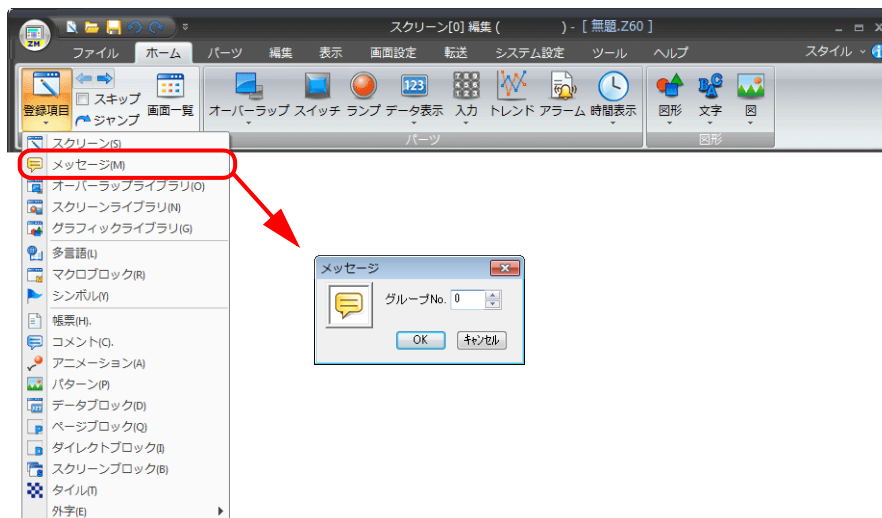 スクリーン[0] 編集 ( ) - [ 無題.Z60 ]
ZM
ファイル ホーム パーツ 編集 表示 画面設定 転送 システム設定 ツール ヘルプ スタイル
登録項目 スキップ ジャンプ 画面一覧 オーバーラップ スイッチ ランプ データ表示 入力 トレンド アラーム 時間表示 図形 文字 図
パーツ 図形
スクリーン(S)
メッセージ(M)
オーバーラップライブラリ(O)
スクリーンライブラリ(N)
グラフィックライブラリ(G)
多言語(L)
マクロブロック(R)
シンボル(Y)
帳票(H).
コメント(C).
アニメーション(A)
パターン(P)
データブロック(D)
ページブロック(Q)
ダイレクトブロック(I)
スクリーンブロック(B)
タイル(T)
外字(E)
メッセージ
グループNo. 0
OK キャンセル